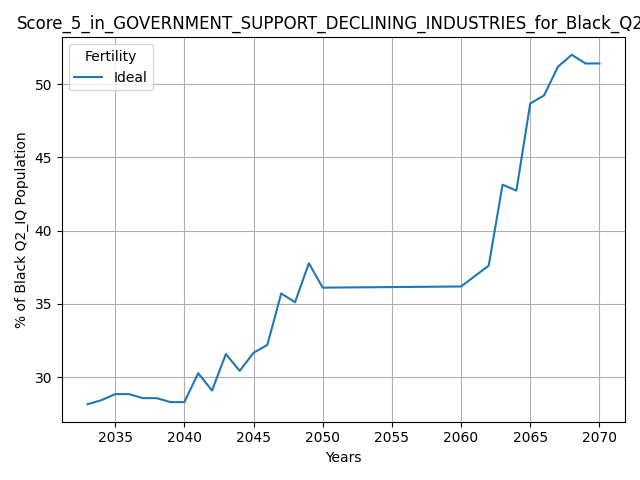 Score_5_in_GOVERNMENT_SUPPORT_DECLINING_INDUSTRIES_for_Black_Q2
Fertility
Ideal
% of Black Q2_IQ Population
50
45
40
35
30
2035 2040 2045 2050 2055 2060 2065 2070
Years